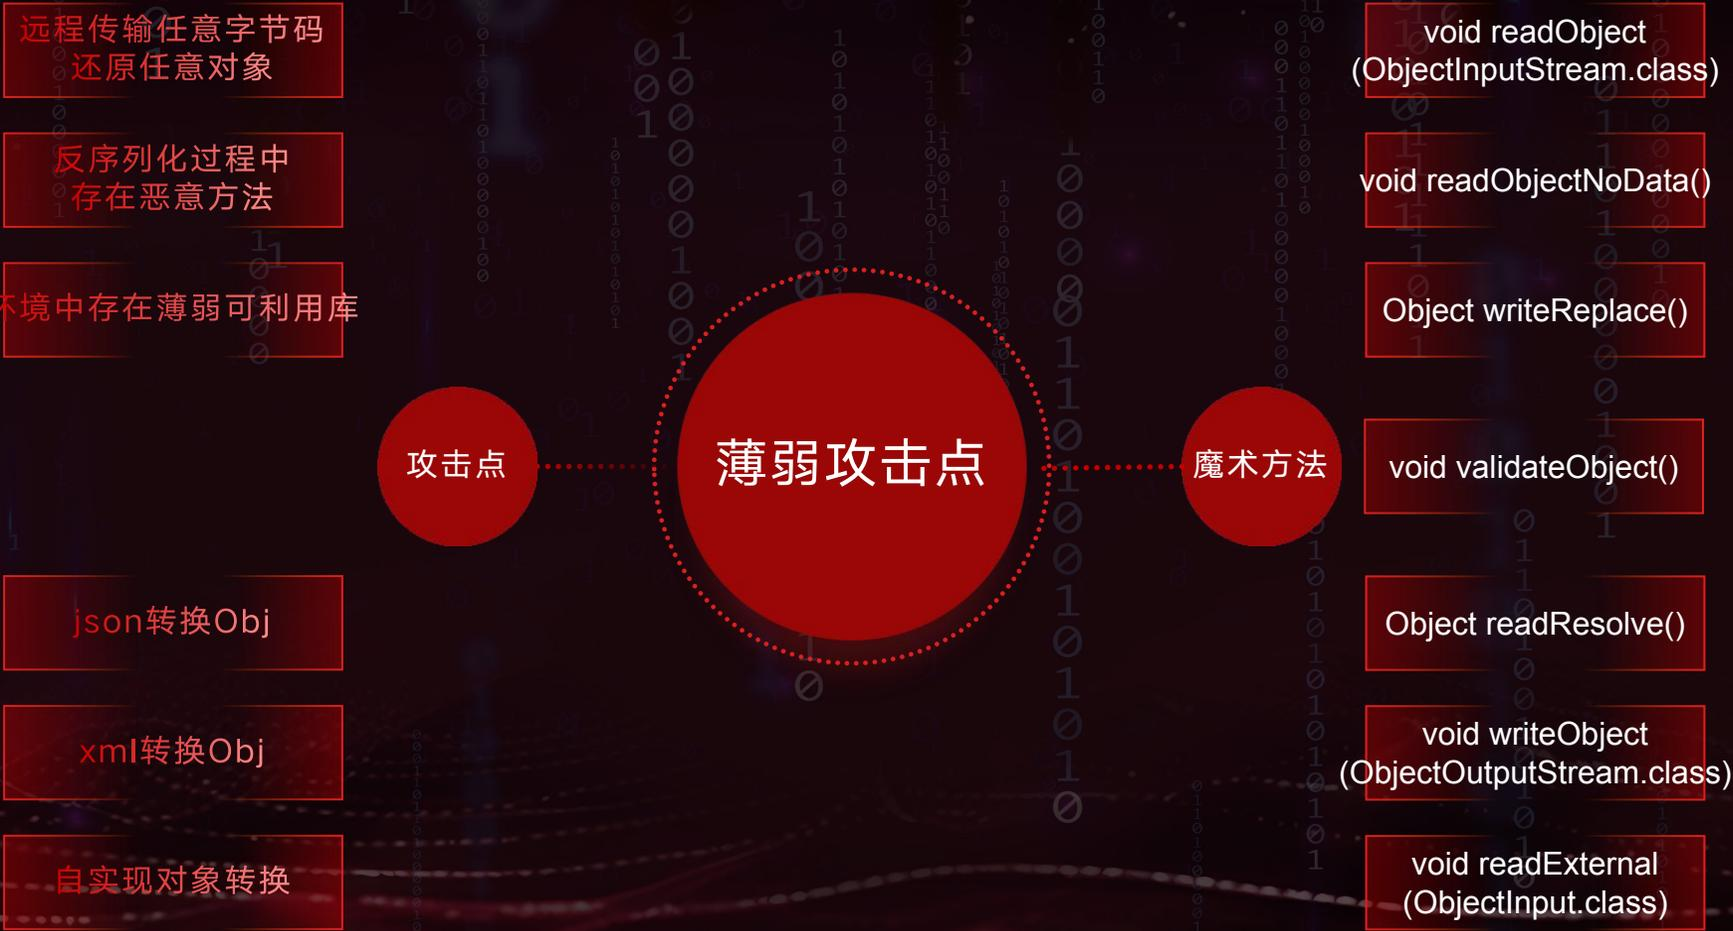 远程传输任意字节码
还原任意对象
反序列化过程中
存在恶意方法
环境中存在薄弱可利用库
json转换Obj
xml转换Obj
自实现对象转换
攻击点
薄弱攻击点
魔术方法
void readObject
(ObjectInputStream.class)
void readObjectNoData()
Object writeReplace()
void validateObject()
Object readResolve()
void writeObject
(ObjectOutputStream.class)
void readExternal
(ObjectInput.class)